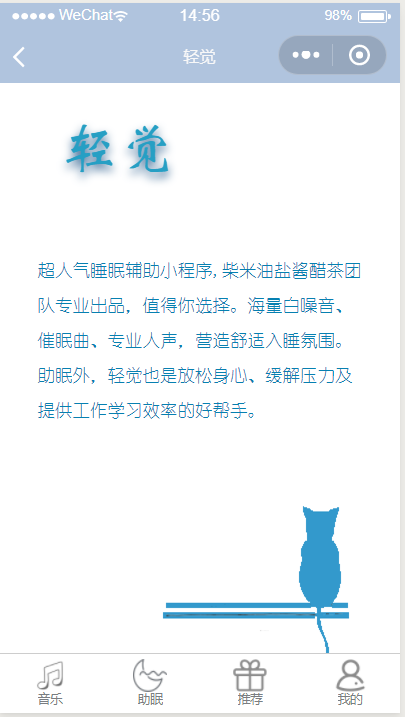 WeChat 14:56 98%
轻觉
轻觉
超人气睡眠辅助小程序,柴米油盐酱醋茶团
队专业出品，值得你选择。海量白噪音、
催眠曲、专业人声，营造舒适入睡氛围。
助眠外，轻觉也是放松身心、缓解压力及
提供工作学习效率的好帮手。
音乐 助眠 推荐 我的